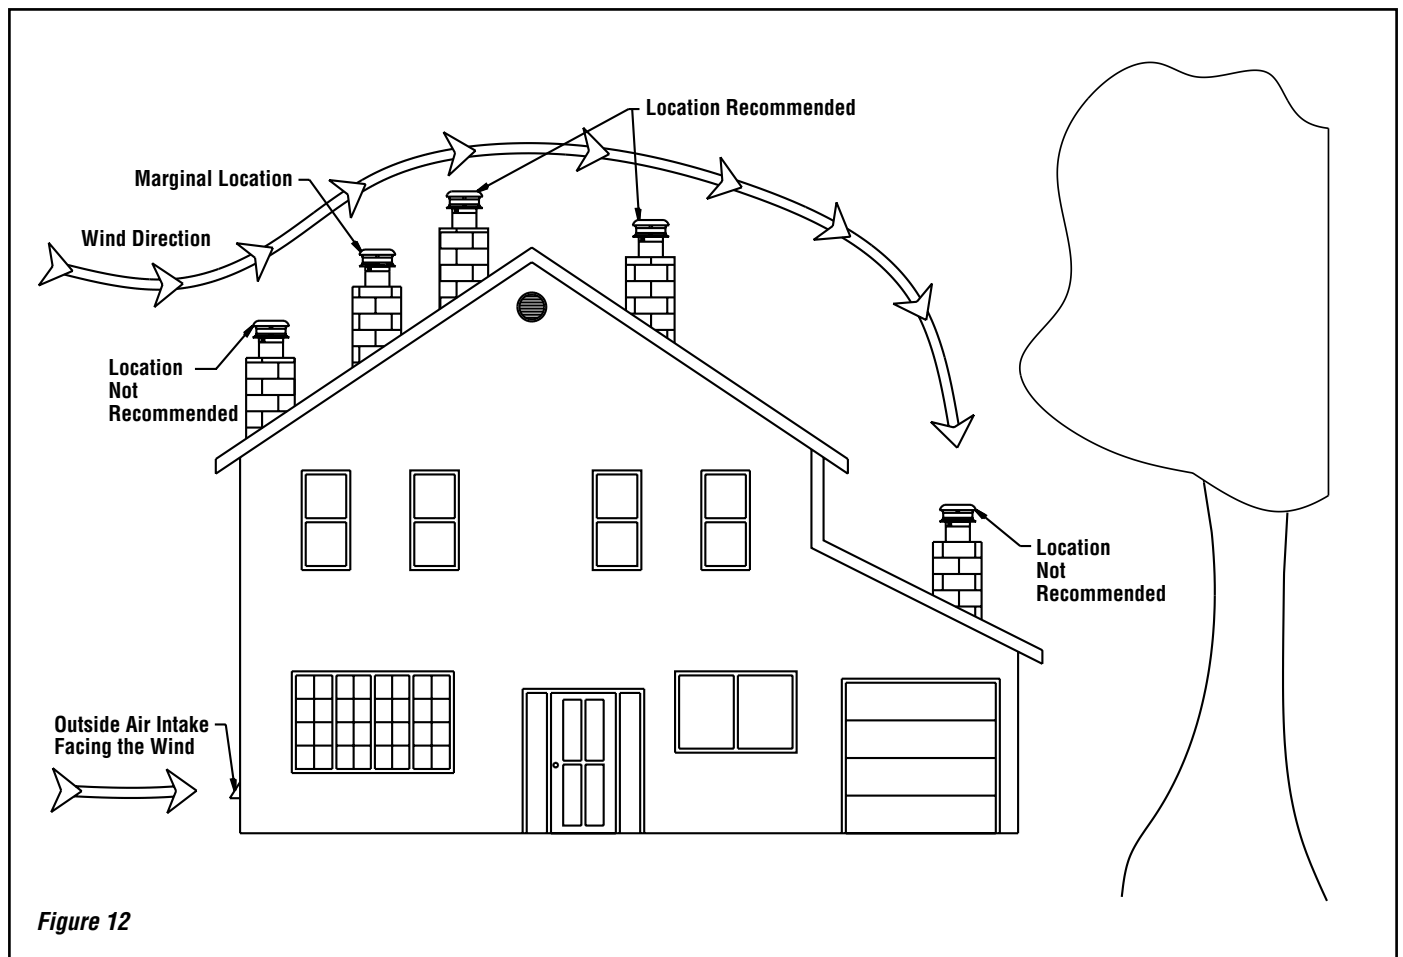 Location Recommended
Marginal Location
Wind Direction
Location
Not
Recommended
Location
Not
Recommended
Outside Air Intake
Facing the Wind
Figure 12